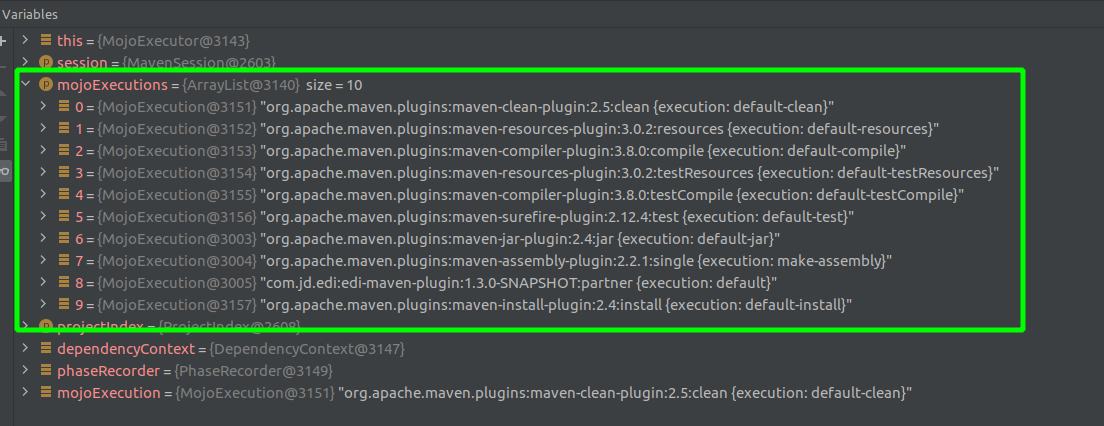 Variables
this = {MojoExecutor@3143}
session = {MavenSession@2603}
mojoExecutions = {ArrayList@3140} size = 10
0 = {MojoExecution@3151} "org.apache.maven.plugins:maven-clean-plugin:2.5:clean {execution: default-clean}"
1 = {MojoExecution@3152} "org.apache.maven.plugins:maven-resources-plugin:3.0.2:resources {execution: default-resources}"
2 = {MojoExecution@3153} "org.apache.maven.plugins:maven-compiler-plugin:3.8.0:compile {execution: default-compile}"
3 = {MojoExecution@3154} "org.apache.maven.plugins:maven-resources-plugin:3.0.2:testResources {execution: default-testResources}"
4 = {MojoExecution@3155} "org.apache.maven.plugins:maven-compiler-plugin:3.8.0:testCompile {execution: default-testCompile}"
5 = {MojoExecution@3156} "org.apache.maven.plugins:maven-surefire-plugin:2.12.4:test {execution: default-test}"
6 = {MojoExecution@3003} "org.apache.maven.plugins:maven-jar-plugin:2.4:jar {execution: default-jar}"
7 = {MojoExecution@3004} "org.apache.maven.plugins:maven-assembly-plugin:2.2.1:single {execution: make-assembly}"
8 = {MojoExecution@3005} "com.jd.edi:edi-maven-plugin:1.3.0-SNAPSHOT:partner {execution: default}"
9 = {MojoExecution@3157} "org.apache.maven.plugins:maven-install-plugin:2.4:install {execution: default-install}"
projectIndex = {ProjectIndex@2608}
dependencyContext = {DependencyContext@3147}
phaseRecorder = {PhaseRecorder@3149}
mojoExecution = {MojoExecution@3151} "org.apache.maven.plugins:maven-clean-plugin:2.5:clean {execution: default-clean}"